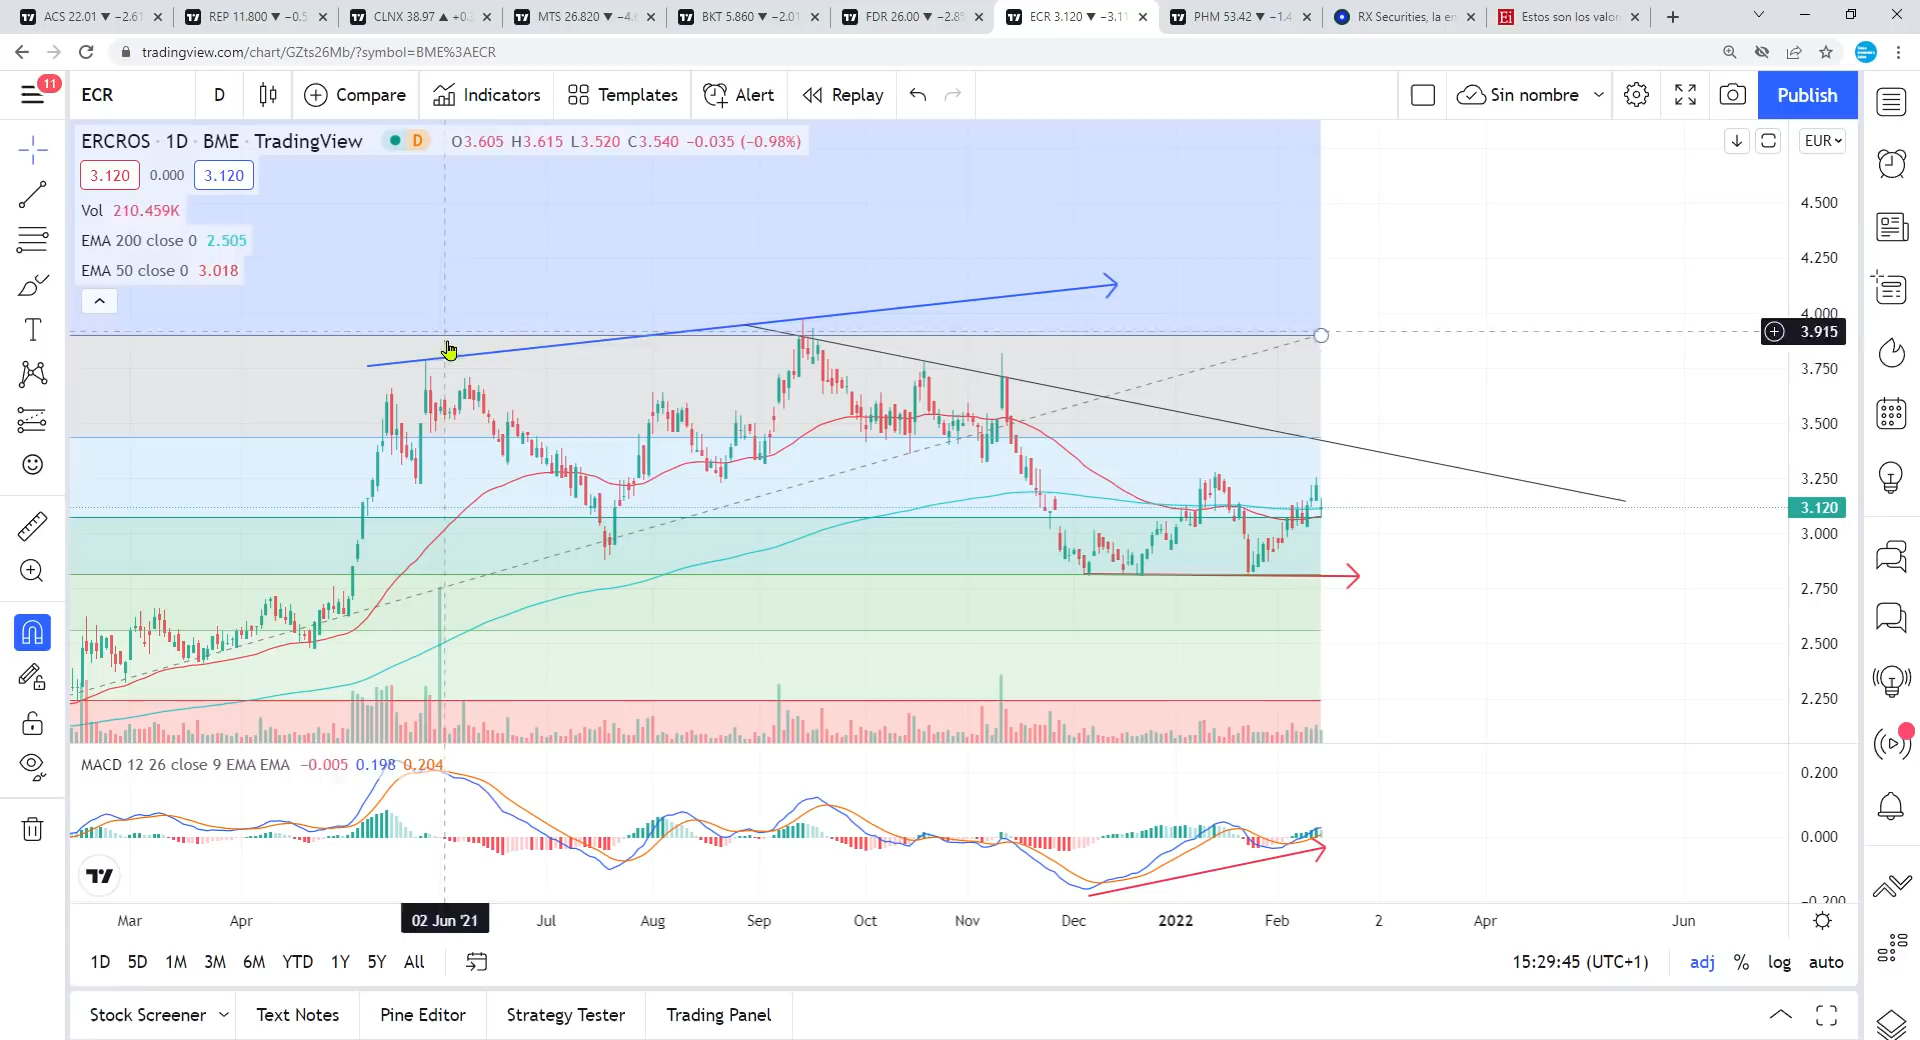 ACS 22.01 ▼ −2.61
REP 11.800 ▼ −0.5
CLNX 38.97 ▲ +0.
MTS 26.820 ▼ −4.
BKT 5.860 ▼ −2.01
FDR 26.00 ▼ −2.8
ECR 3.120 ▼ −3.1
PHM 53.42 ▼ −1.4
RX Securities, la en
Estos son los valor
tradingview.com/chart/GZts26Mb/?symbol=BME%3AECR
11
ECR
D
Compare
Indicators
Templates
Alert
Replay
Sin nombre
Publish
ERCROS · 1D · BME · TradingView
D
O3.605 H3.615 L3.520 C3.540 −0.035 (−0.98%)
EUR
3.120 0.000 3.120
Vol 210.459K
EMA 200 close 0 2.505
EMA 50 close 0 3.018
4.500
4.250
4.000
3.915
3.750
3.500
3.250
3.120
3.000
2.750
2.500
2.250
MACD 12 26 close 9 EMA EMA −0.005 0.198 0.204
0.200
0.000
−0.200
Mar
Apr
02 Jun '21
Jul
Aug
Sep
Oct
Nov
Dec
2022
Feb
2
Apr
Jun
1D 5D 1M 3M 6M YTD 1Y 5Y All
15:29:45 (UTC+1)
adj % log auto
Stock Screener
Text Notes
Pine Editor
Strategy Tester
Trading Panel